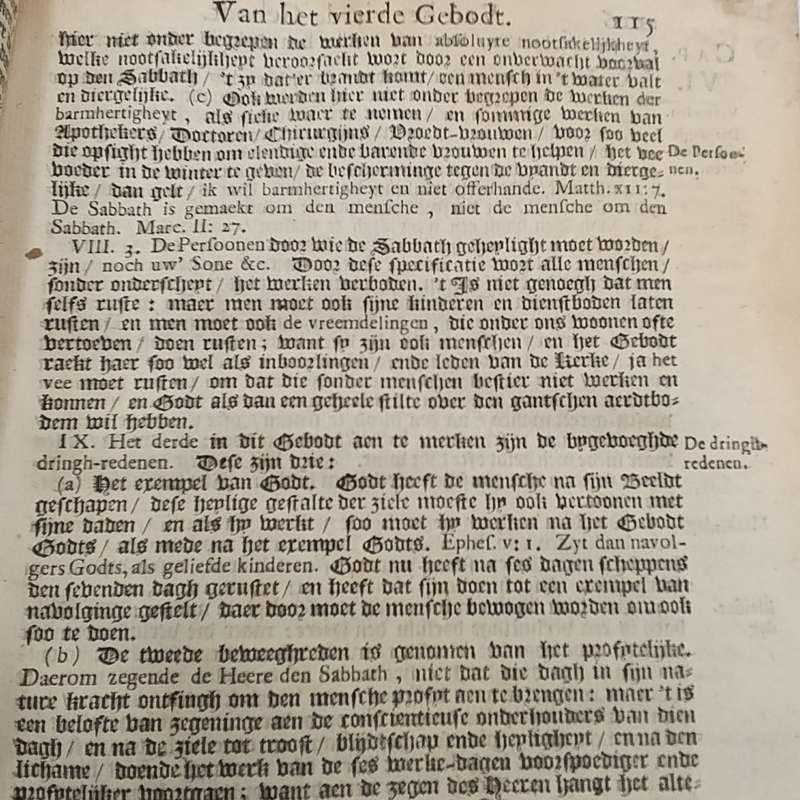 Van het vierde Gebodt. 115
hier niet onder begrepen de werken van absoluyte nootsakelijkheyt,
welke nootsakelijkheyt veroorsaeckt wort door een onverwacht voorval
op den Sabbath / 't zy dat'er brandt komt / een mensch in 't water valt
en diergelijke. (c) Ook werden hier niet onder begrepen de werken der
barmhertigheyt, als sieke waer te nemen / en sommige werken van
Apothekers / Doctoren / Chirurgijns / Vroedt-vrouwen / voor soo veel
die opsight hebben om elendige ende barende vrouwen te helpen / het vee
De Persoo-
voeder in de winter te geven / de bescherminge tegen de vyandt en dierge-
nen.
lijke / dan gelt / ik wil barmhertigheyt en niet offerhande. Matth. XII: 7.
De Sabbath is gemaekt om den mensche, niet de mensche om den
Sabbath. Marc. II: 27.
VIII. 3. De Persoonen door wie de Sabbath geheylight moet worden /
zijn / noch uw' Sone &c. Door dese specificatie wort alle menschen /
sonder onderscheyt / het werken verboden. 't Is niet genoegh dat men
selfs ruste : maer men moet ook sijne kinderen en dienstboden laten
rusten / en men moet ook de vreemdelingen, die onder ons woonen ofte
vertoeven / doen rusten ; want sy zijn ook menschen / en het Gebodt
raekt haer soo wel als inboorlingen / ende leden van de Kerke / ja het
vee moet rusten / om dat die sonder menschen bestier niet werken en
konnen / en Godt als dan een geheele stilte over den gantschen aerdtbo-
dem wil hebben.
IX. Het derde in dit Gebodt aen te merken zijn de bygevoeghde
De dringh-
dringh-redenen. Dese zijn drie :
redenen.
(a) Het exempel van Godt. Godt heeft de mensche na sijn Beeldt
geschapen / dese heylige gestalte der ziele moeste hy ook vertoonen met
sijne daden / en als hy werkt / soo moet hy werken na het Gebodt
Godts / als mede na het exempel Godts. Ephes. V: 1. Zyt dan navol-
gers Godts, als geliefde kinderen. Godt nu heeft na ses dagen scheppens
den sevenden dagh gerustet / en heeft dat sijn doen tot een exempel van
navolginge gestelt / daer door moet de mensche bewogen worden om ook
soo te doen.
(b) De tweede beweeghreden is genomen van het profytelijke.
Daerom zegende de Heere den Sabbath, niet dat die dagh in sijn na-
ture kracht ontfingh om den mensche profyt aen te brengen : maer 't is
een belofte van zegeninge aen de conscientieuse onderhouders van dien
dagh / en na de ziele tot troost / blijdtschap ende heyligheyt / en na den
lichame / doende het werk van de ses werke-dagen voorspoediger ende
profytelijker voortgaen ; want aen de zegen des Heeren hangt het alte-